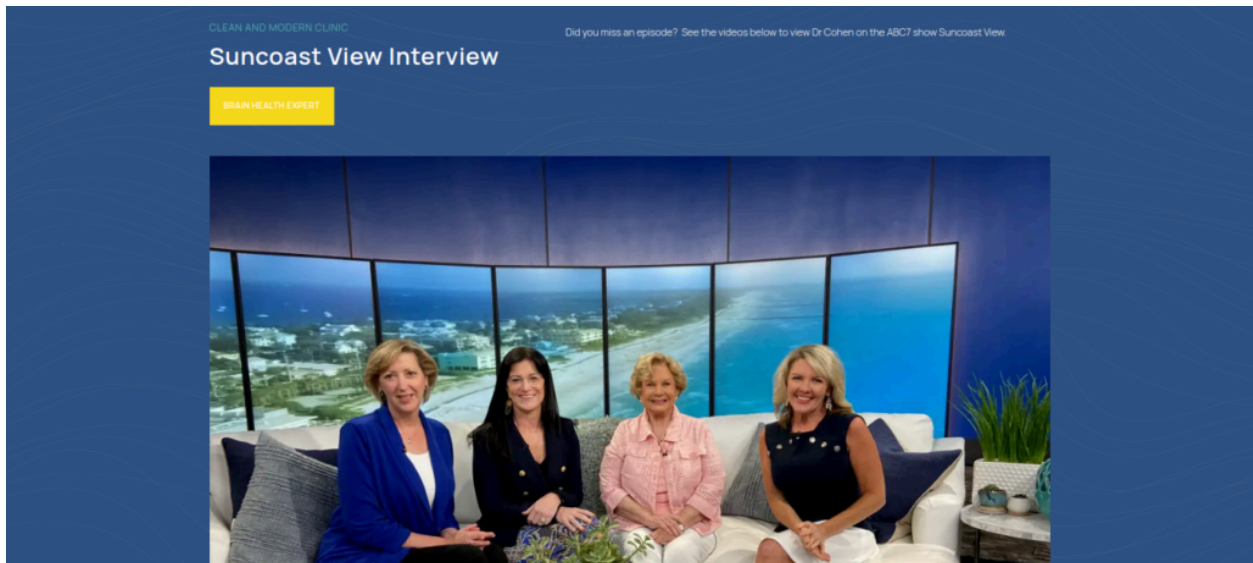 CLEAN AND MODERN CLINIC
Suncoast View Interview
BRAIN HEALTH EXPERT
Did you miss an episode? See the videos below to view Dr Cohen on the ABC7 show Suncoast View.